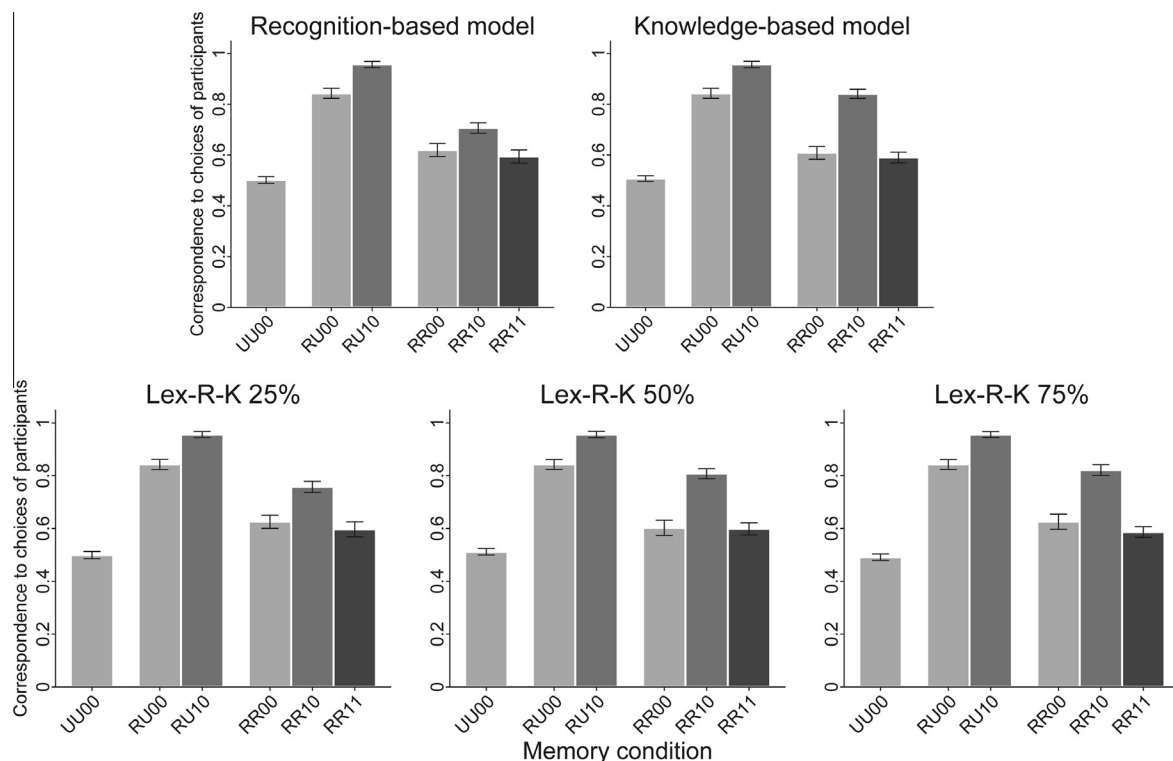 Recognition-based model
Knowledge-based model
Correspondence to choices of participants
1
0.8
0.6
0.4
0.2
0
UU00
RU00
RU10
RR00
RR10
RR11
1
0.8
0.6
0.4
0.2
0
UU00
RU00
RU10
RR00
RR10
RR11
Lex-R-K 25%
Lex-R-K 50%
Lex-R-K 75%
Correspondence to choices of participants
1
0.8
0.6
0.4
0.2
0
UU00
RU00
RU10
RR00
RR10
RR11
1
0.8
0.6
0.4
0.2
0
UU00
RU00
RU10
RR00
RR10
RR11
1
0.8
0.6
0.4
0.2
0
UU00
RU00
RU10
RR00
RR10
RR11
Memory condition